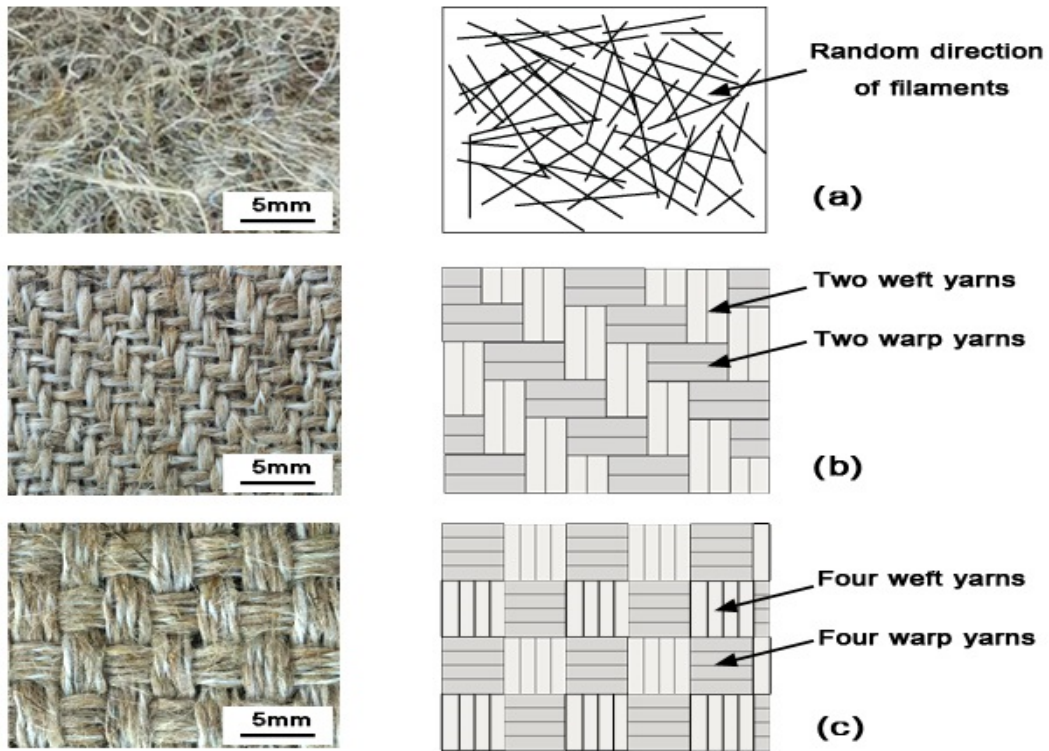 Random direction
of filaments
5mm
(a)
Two weft yarns
Two warp yarns
5mm
(b)
Four weft yarns
Four warp yarns
5mm
(c)